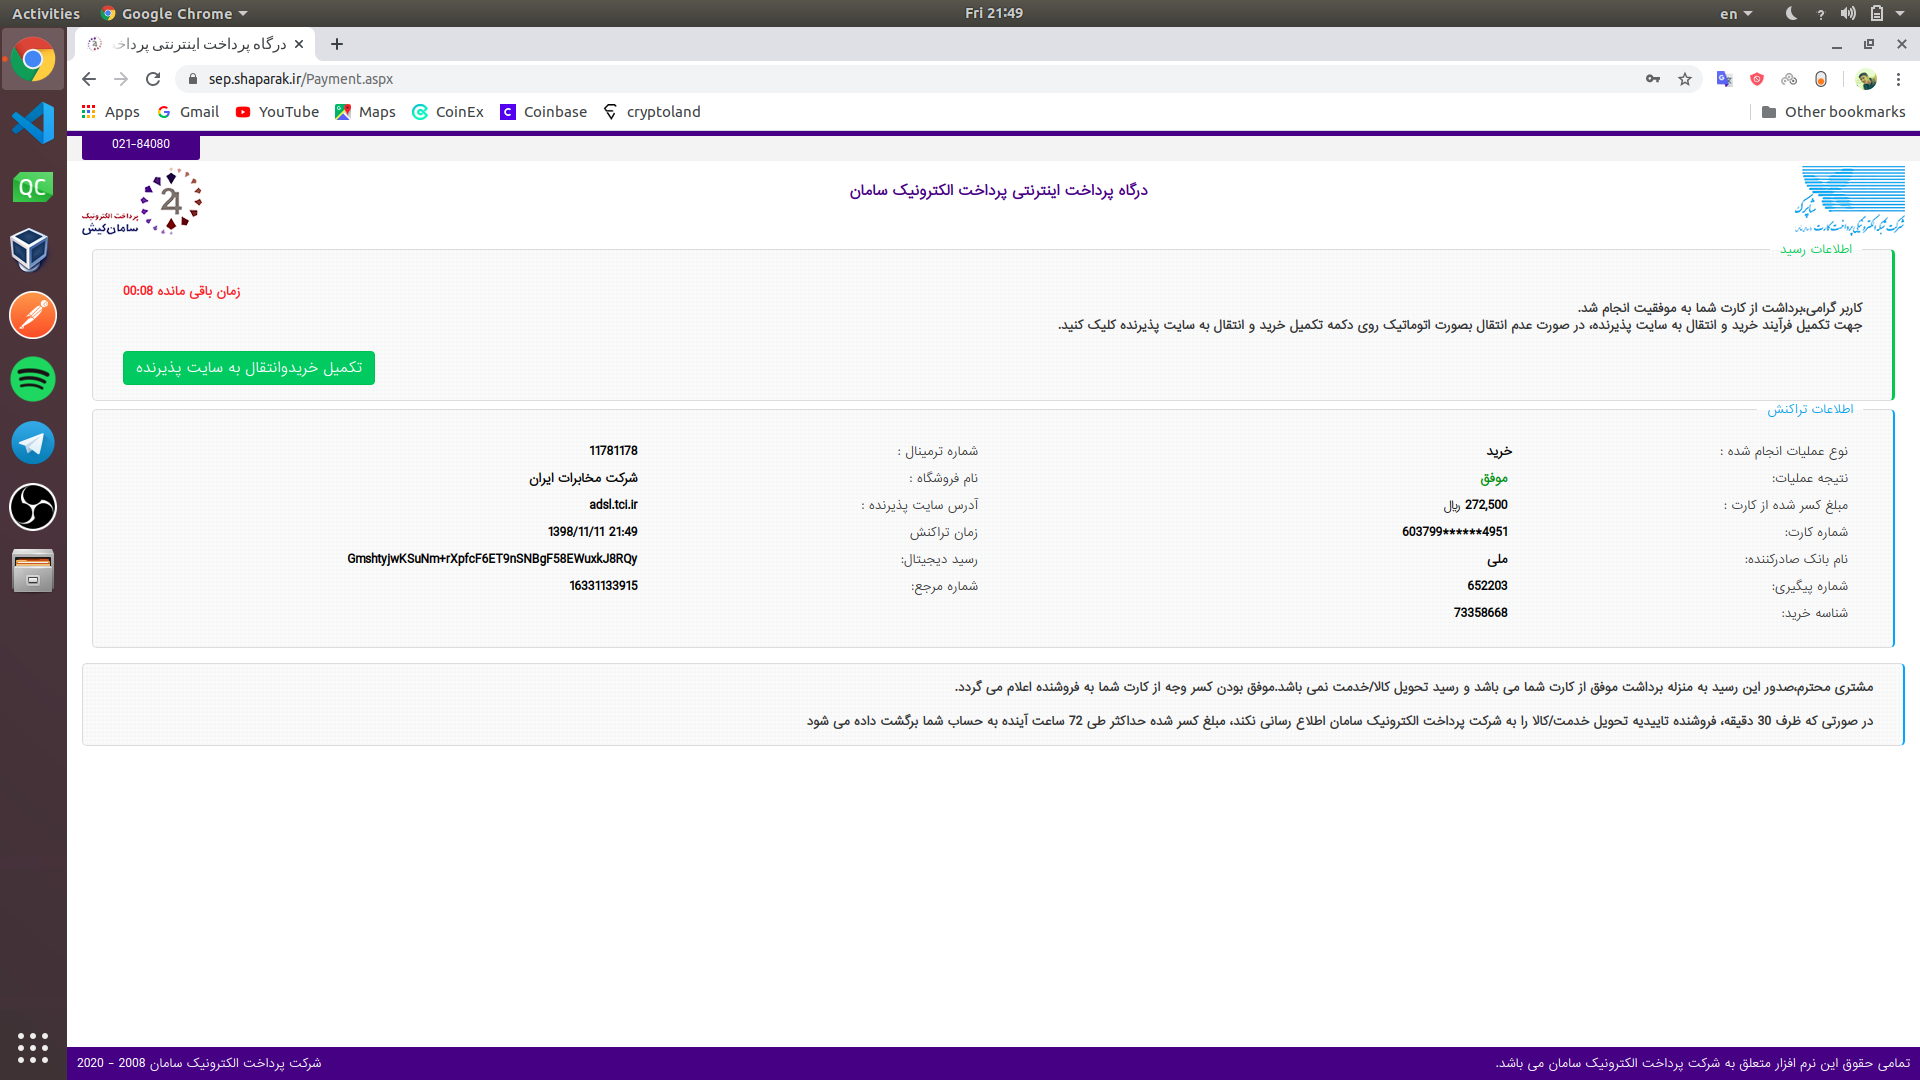 Activities
Google Chrome
Fri 21:49
en
درگاه پرداخت اینترنتی پرداخ
sep.shaparak.ir/Payment.aspx
Apps
Gmail
YouTube
Maps
CoinEx
Coinbase
cryptoland
Other bookmarks
021-84080
24
پرداخت الکترونیک
سامان‌کیش
درگاه پرداخت اینترنتی پرداخت الکترونیک سامان
شاپرک
شرکت شبکه الکترونیکی پرداخت کارت
اطلاعات رسید
زمان باقی مانده 00:08
کاربر گرامی،برداشت از کارت شما به موفقیت انجام شد.
جهت تکمیل فرآیند خرید و انتقال به سایت پذیرنده، در صورت عدم انتقال بصورت اتوماتیک روی دکمه تکمیل خرید و انتقال به سایت پذیرنده کلیک کنید.
تکمیل خریدوانتقال به سایت پذیرنده
اطلاعات تراکنش
نوع عملیات انجام شده : خرید
شماره ترمینال : 11781178
نتیجه عملیات: موفق
نام فروشگاه : شرکت مخابرات ایران
مبلغ کسر شده از کارت : 272,500 ﷼
آدرس سایت پذیرنده : adsl.tci.ir
شماره کارت: 603799******4951
زمان تراکنش 1398/11/11 21:49
نام بانک صادرکننده: ملی
رسید دیجیتال: GmshtyjwKSuNm+rXpfcF6ET9nSNBgF58EWuxkJ8RQy
شماره پیگیری: 652203
شماره مرجع: 16331133915
شناسه خرید: 73358668
مشتری محترم،صدور این رسید به منزله برداشت موفق از کارت شما می باشد و رسید تحویل کالا/خدمت نمی باشد.موفق بودن کسر وجه از کارت شما به فروشنده اعلام می گردد.
در صورتی که ظرف 30 دقیقه، فروشنده تاییدیه تحویل خدمت/کالا را به شرکت پرداخت الکترونیک سامان اطلاع رسانی نکند، مبلغ کسر شده حداکثر طی 72 ساعت آینده به حساب شما برگشت داده می شود
تمامی حقوق این نرم افزار متعلق به شرکت پرداخت الکترونیک سامان می باشد.
شرکت پرداخت الکترونیک سامان 2008 - 2020